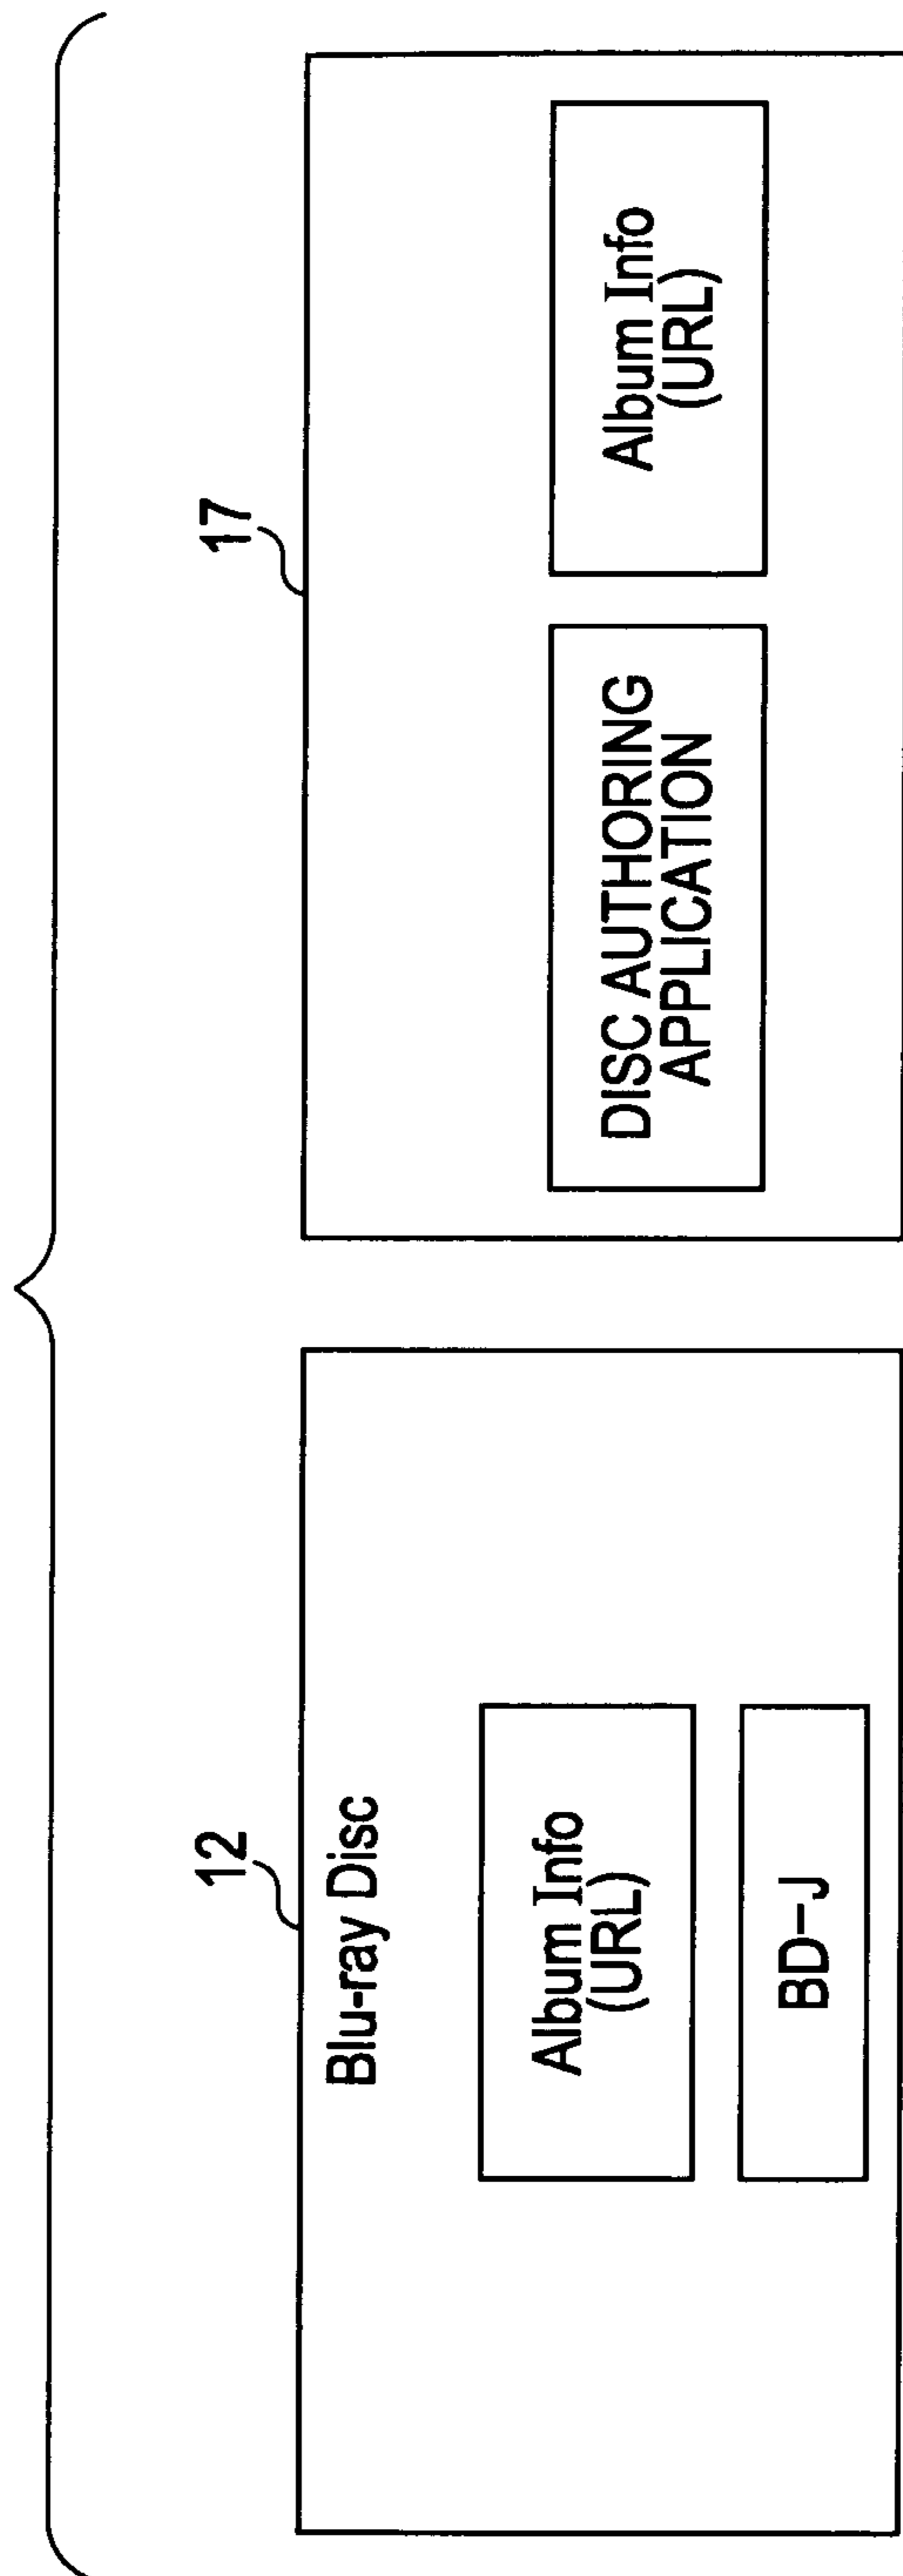 12
Blu-ray Disc
Album Info
(URL)
BD-J
17
DISC AUTHORING
APPLICATION
Album Info
(URL)